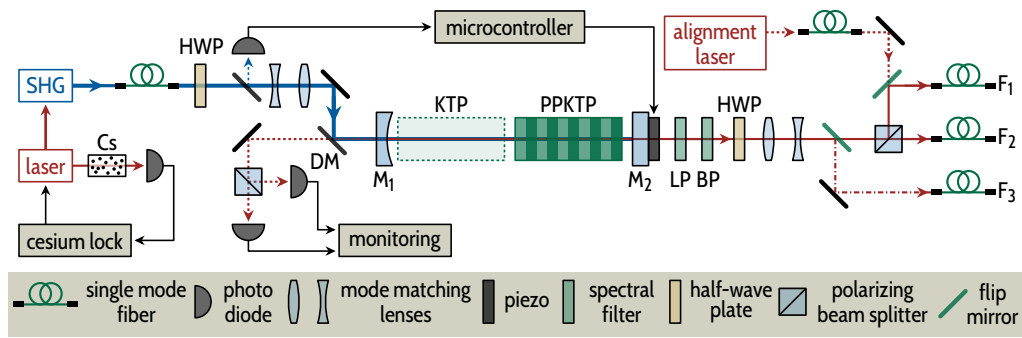 microcontroller
alignment
laser
HWP
SHG
F1
KTP
PPKTP
HWP
F2
Cs
laser
DM
M1
M2
LP BP
F3
cesium lock
monitoring
single mode
fiber
photo
diode
mode matching
lenses
piezo
spectral
filter
half-wave
plate
polarizing
beam splitter
flip
mirror